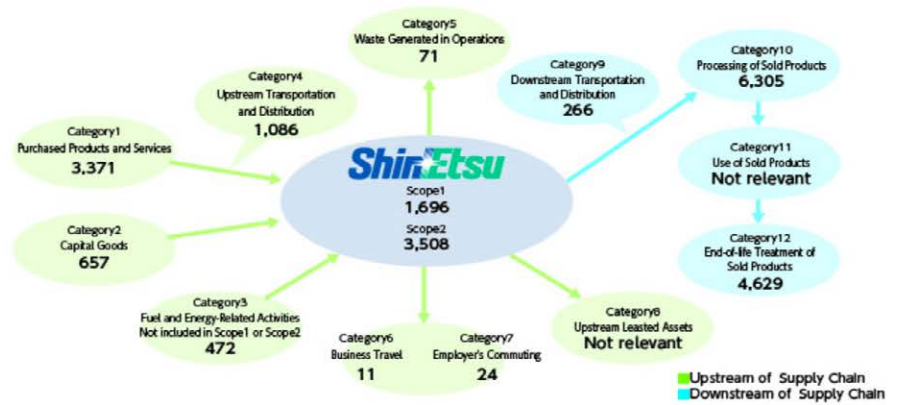 Category5
Waste Generated in Operations
71
Category4
Upstream Transportation
and Distribution
1,086
Category9
Downstream Transportation
and Distribution
266
Category10
Processing of Sold Products
6,305
Category1
Purchased Products and Services
3,371
ShinEtsu
Scope1
1,696
Scope2
3,508
Category11
Use of Sold Products
Not relevant
Category2
Capital Goods
657
Category12
End-of-life Treatment of
Sold Products
4,629
Category3
Fuel and Energy-Related Activities
Not included in Scope1 or Scope2
472
Category6
Business Travel
11
Category7
Employer's Commuting
24
Category8
Upstream Leasted Assets
Not relevant
Upstream of Supply Chain
Downstream of Supply Chain